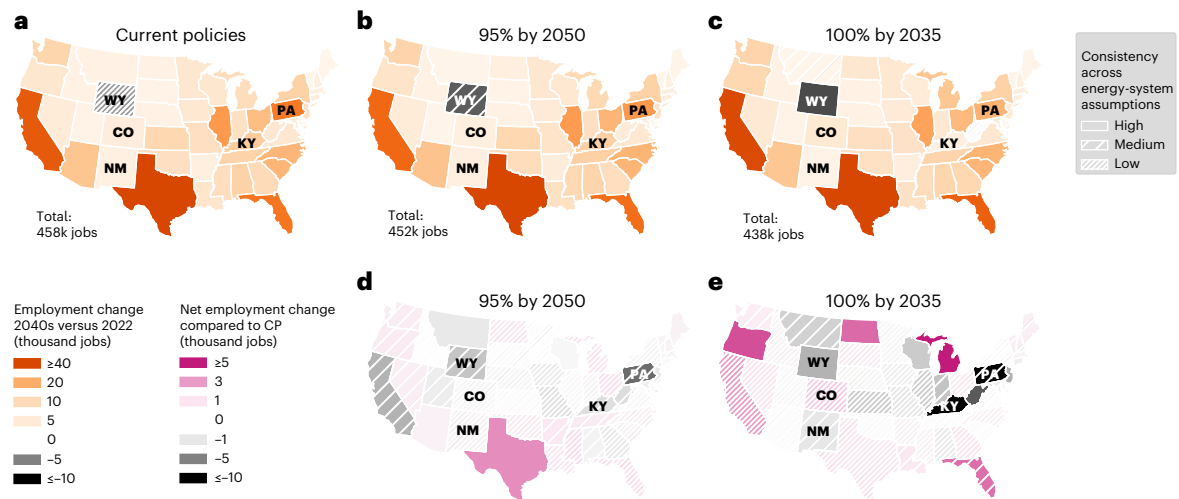 a
Current policies
WY
CO
NM
KY
PA
Total:
458k jobs
b
95% by 2050
WY
CO
NM
KY
PA
Total:
452k jobs
c
100% by 2035
WY
CO
NM
KY
PA
Total:
438k jobs
Consistency
across
energy-system
assumptions
High
Medium
Low
Employment change
2040s versus 2022
(thousand jobs)
≥40
20
10
5
0
–5
≤–10
Net employment change
compared to CP
(thousand jobs)
≥5
3
1
0
–1
–5
≤–10
d
95% by 2050
WY
CO
NM
KY
PA
e
100% by 2035
WY
CO
NM
KY
PA